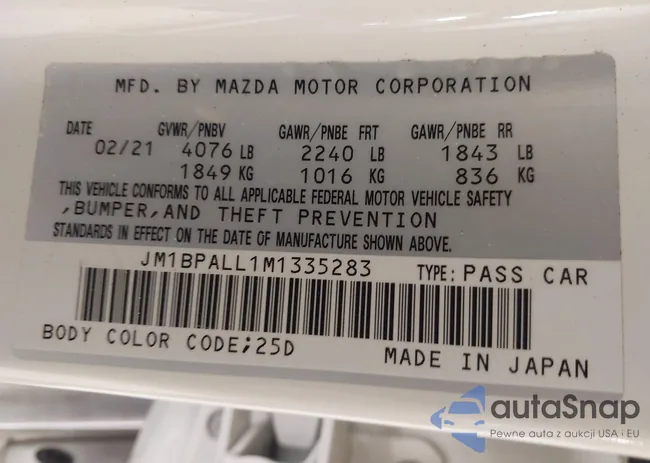 MFD. BY MAZDA MOTOR CORPORATION
DATE GVWR/PNBV GAWR/PNBE FRT GAWR/PNBE RR
02/21 4076 LB 2240 LB 1843 LB
1849 KG 1016 KG 836 KG
THIS VEHICLE CONFORMS TO ALL APPLICABLE FEDERAL MOTOR VEHICLE SAFETY
,BUMPER,AND THEFT PREVENTION
STANDARDS IN EFFECT ON THE DATE OF MANUFACTURE SHOWN ABOVE.
JM1BPALL1M1335283 TYPE: PASS CAR
BODY COLOR CODE;25D MADE IN JAPAN
autaSnap
Pewne auta z aukcji USA i EU